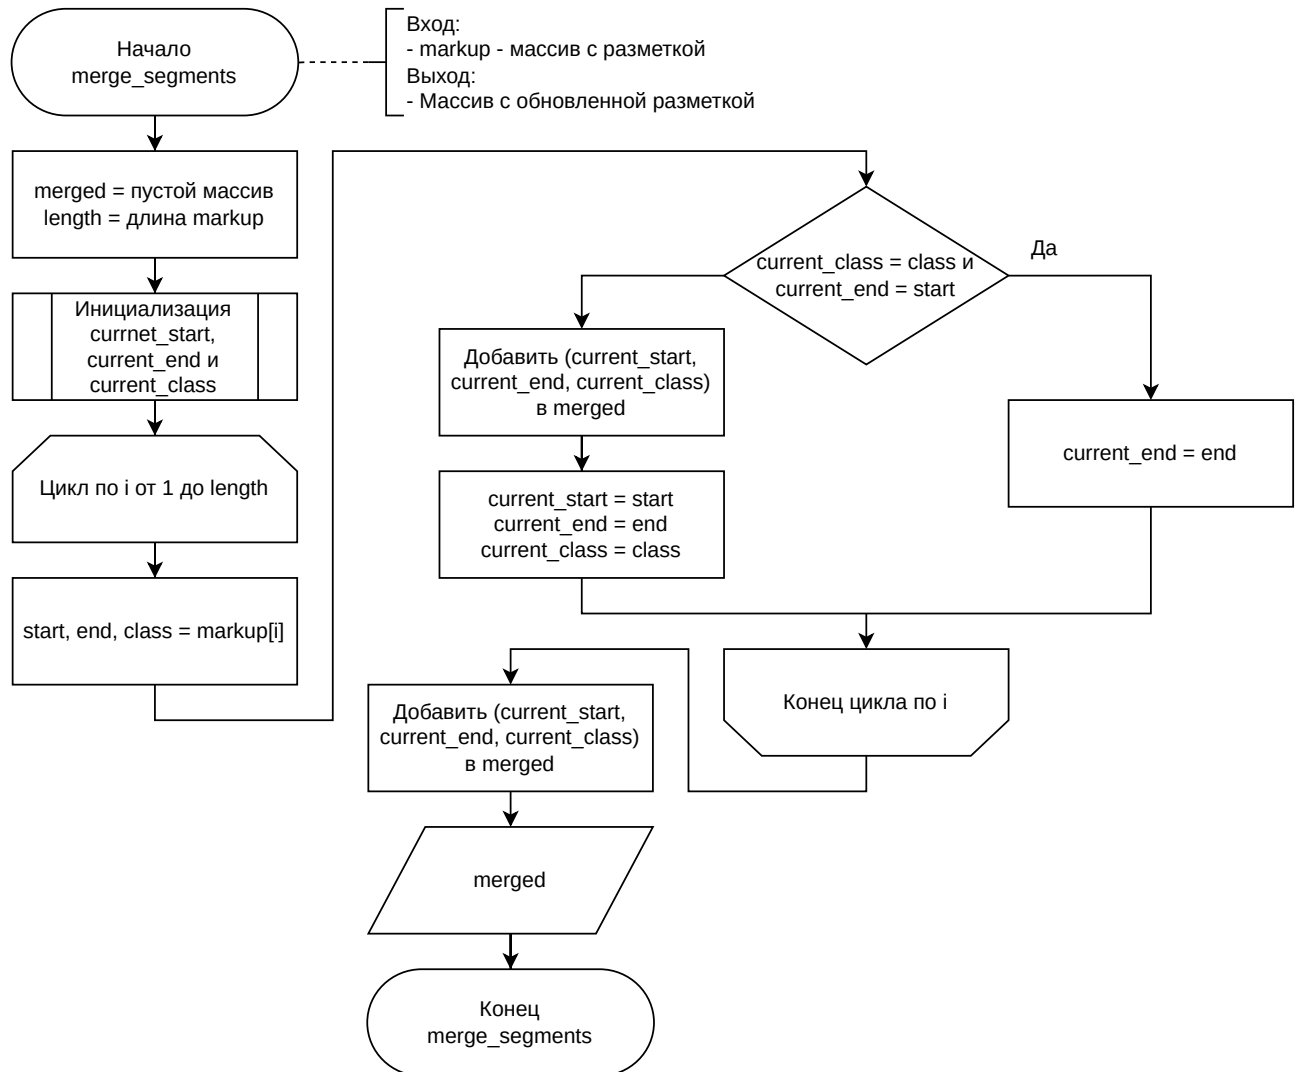 Начало
merge_segments
Вход:
- markup - массив с разметкой
Выход:
- Массив с обновленной разметкой
merged = пустой массив
length = длина markup
Инициализация
currnet_start,
current_end и
current_class
Цикл по i от 1 до length
start, end, class = markup[i]
current_class = class и
current_end = start
Да
Добавить (current_start,
current_end, current_class)
в merged
current_start = start
current_end = end
current_class = class
current_end = end
Конец цикла по i
Добавить (current_start,
current_end, current_class)
в merged
merged
Конец
merge_segments